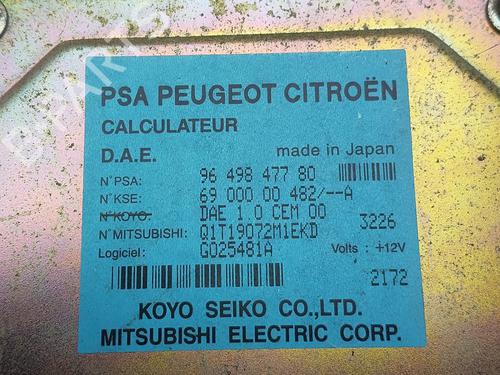 PSA PEUGEOT CITROËN
CALCULATEUR
D.A.E. made in Japan
N° PSA: 96 498 477 80
N° KSE: 69 000 00 482/--A
N° KOYO: DAE 1.0 CEM 00 3226
N° MITSUBISHI: Q1T19072M1EKD
Logiciel: G025481A Volts : +12V
2172
KOYO SEIKO CO.,LTD.
MITSUBISHI ELECTRIC CORP.
B-PARTS